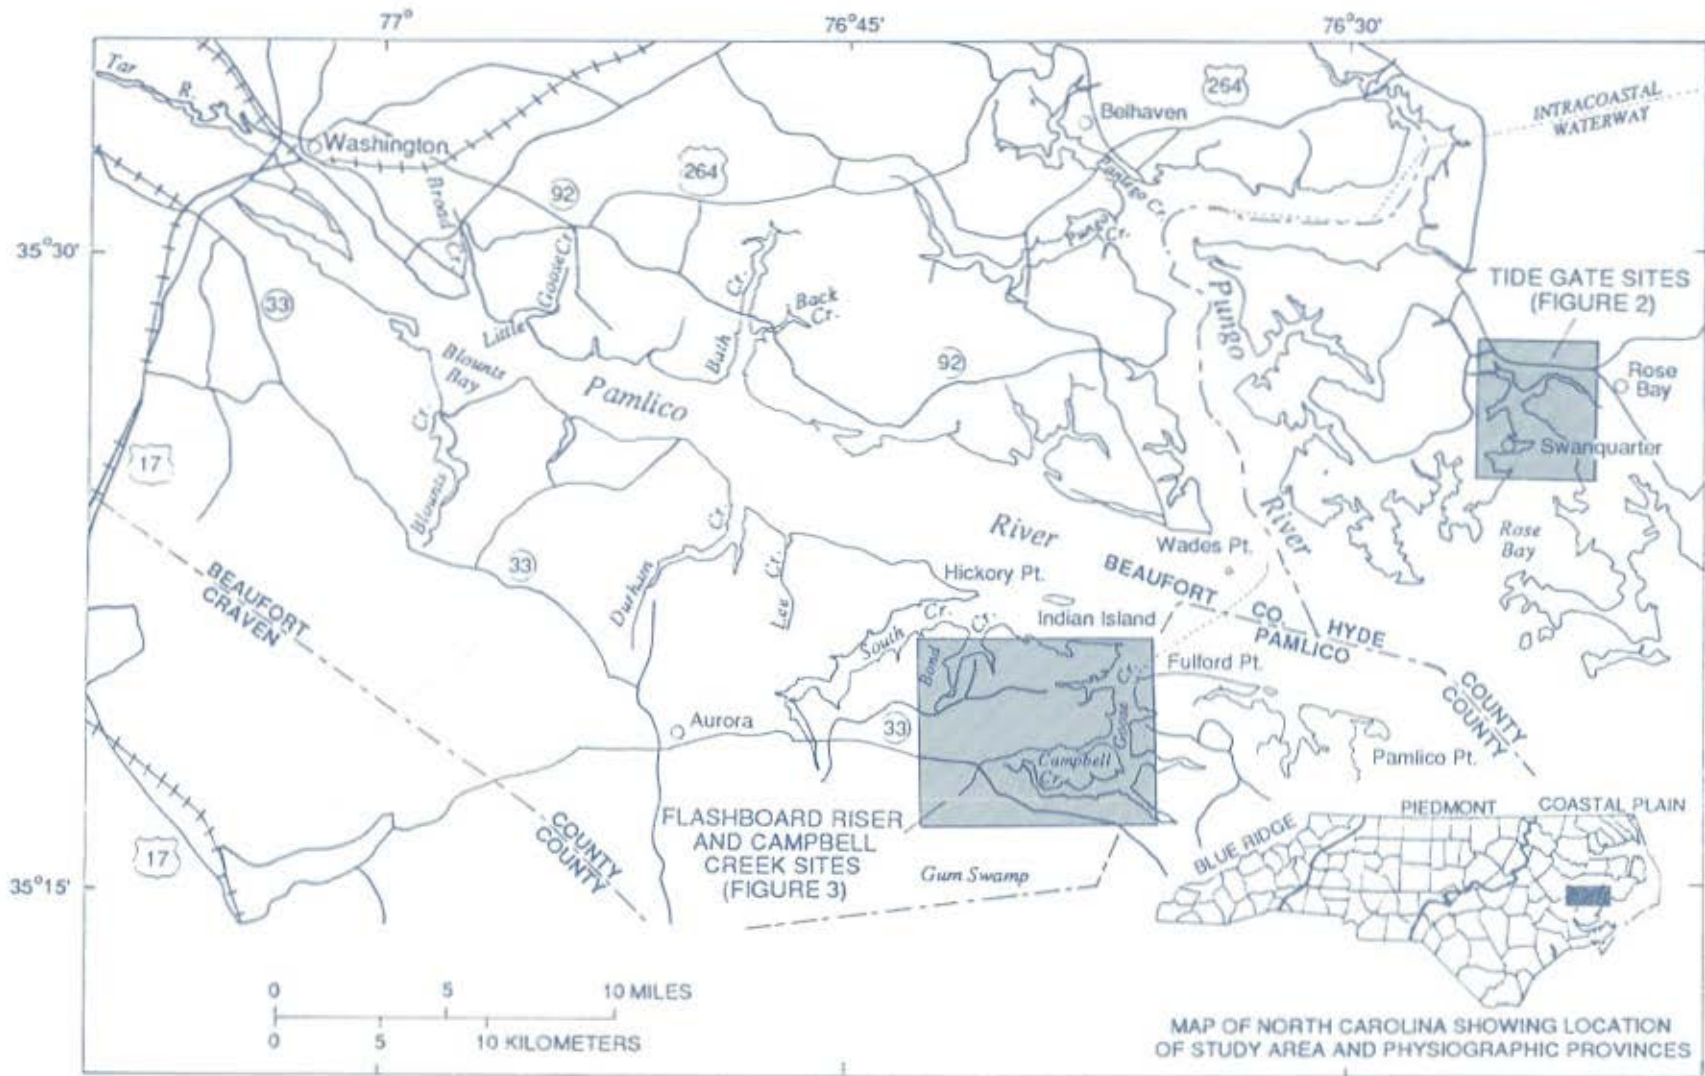 77°
76°45'
76°30'
Tar
R.
Washington
Broad Cr.
92
264
Belhaven
264
INTRACOASTAL
WATERWAY
Pantego Cr.
Pungo
Cr.
35°30'
33
Little Goose Cr.
Bath Cr.
Back
Cr.
Blounts
Bay
Pamlico
92
Pungo
TIDE GATE SITES
(FIGURE 2)
Rose
Bay
Swanquarter
17
Blounts Cr.
River
River
Rose
Bay
Wades Pt.
Hickory Pt.
33
Durham Cr.
Lee Cr.
BEAUFORT
CRAVEN
BEAUFORT CO. HYDE
PAMLICO
Indian Island
South Cr.
Bond Cr.
Fulford Pt.
COUNTY
COUNTY
Aurora
33
Goose Cr.
Campbell
Cr.
Pamlico Pt.
FLASHBOARD RISER
AND CAMPBELL
CREEK SITES
(FIGURE 3)
COUNTY
COUNTY
17
35°15'
Gum Swamp
PIEDMONT
COASTAL PLAIN
BLUE RIDGE
0 5 10 MILES
0 5 10 KILOMETERS
MAP OF NORTH CAROLINA SHOWING LOCATION
OF STUDY AREA AND PHYSIOGRAPHIC PROVINCES